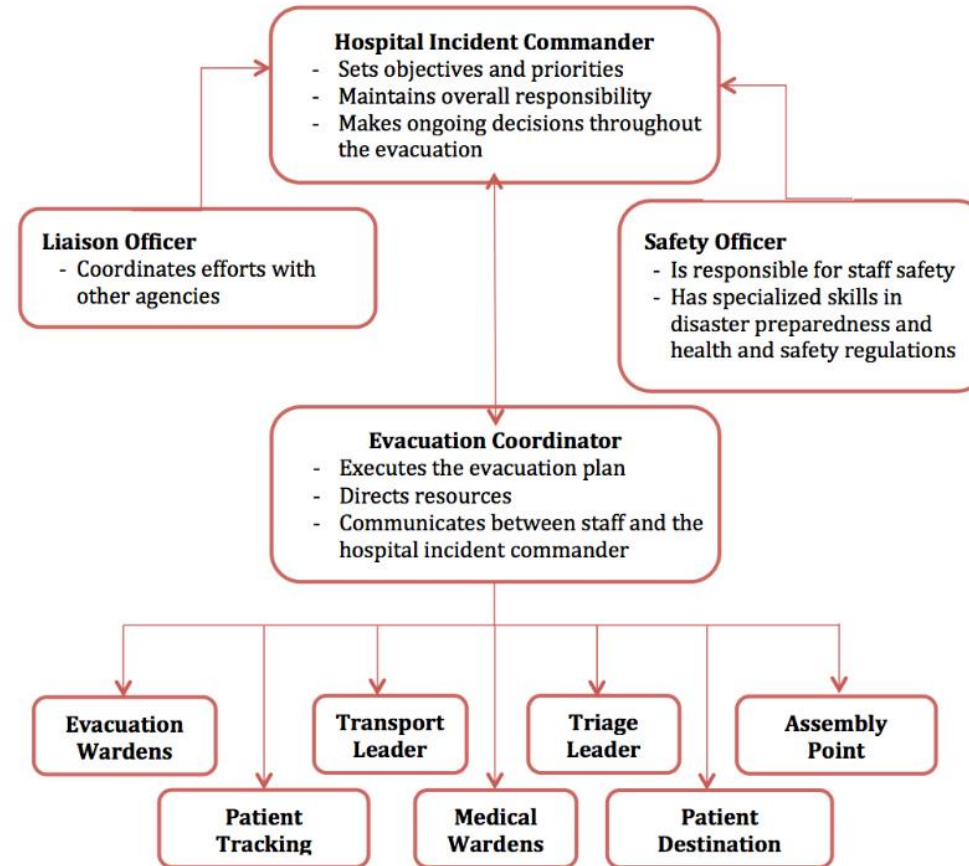 Hospital Incident Commander
- Sets objectives and priorities
- Maintains overall responsibility
- Makes ongoing decisions throughout
the evacuation
Liaison Officer
- Coordinates efforts with
other agencies
Safety Officer
- Is responsible for staff safety
- Has specialized skills in
disaster preparedness and
health and safety regulations
Evacuation Coordinator
- Executes the evacuation plan
- Directs resources
- Communicates between staff and the
hospital incident commander
Evacuation
Wardens
Transport
Leader
Triage
Leader
Assembly
Point
Patient
Tracking
Medical
Wardens
Patient
Destination